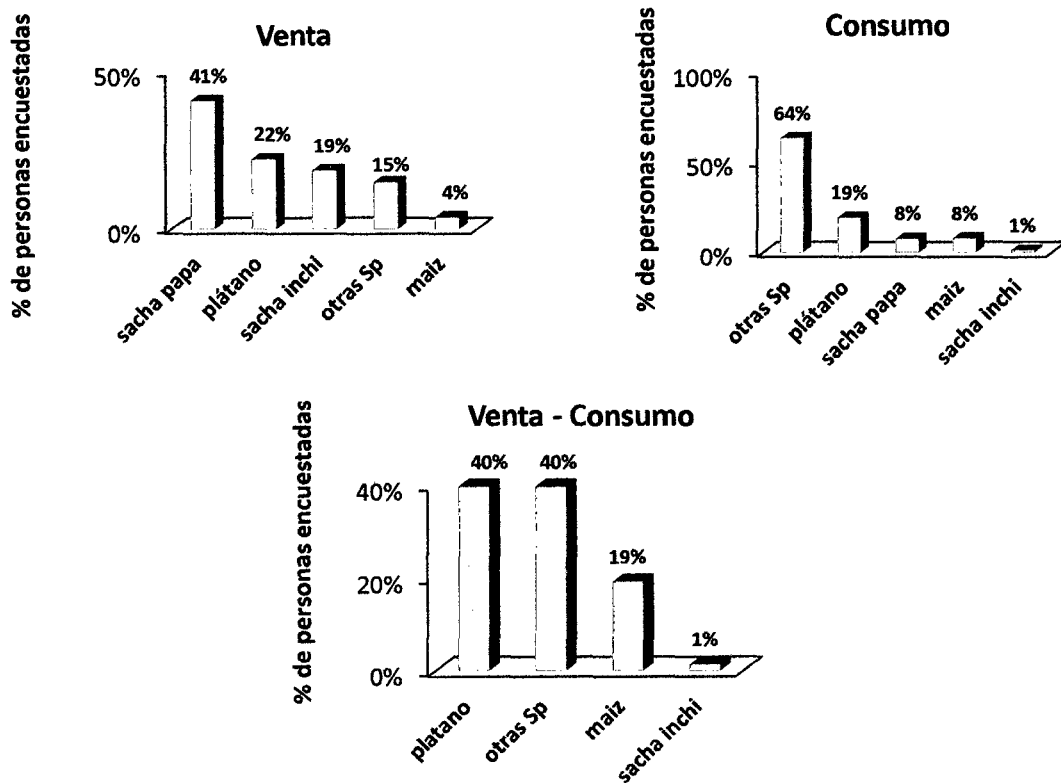 Venta
% de personas encuestadas
50%
0%
41%
22%
19%
15%
4%
sacha papa
plátano
sacha inchi
otras Sp
maiz
Consumo
% de personas encuestadas
100%
50%
0%
64%
19%
8%
8%
1%
otras Sp
plátano
sacha papa
maiz
sacha inchi
Venta - Consumo
% de personas encuestadas
40%
20%
0%
40%
40%
19%
1%
platano
otras Sp
maiz
sacha inchi